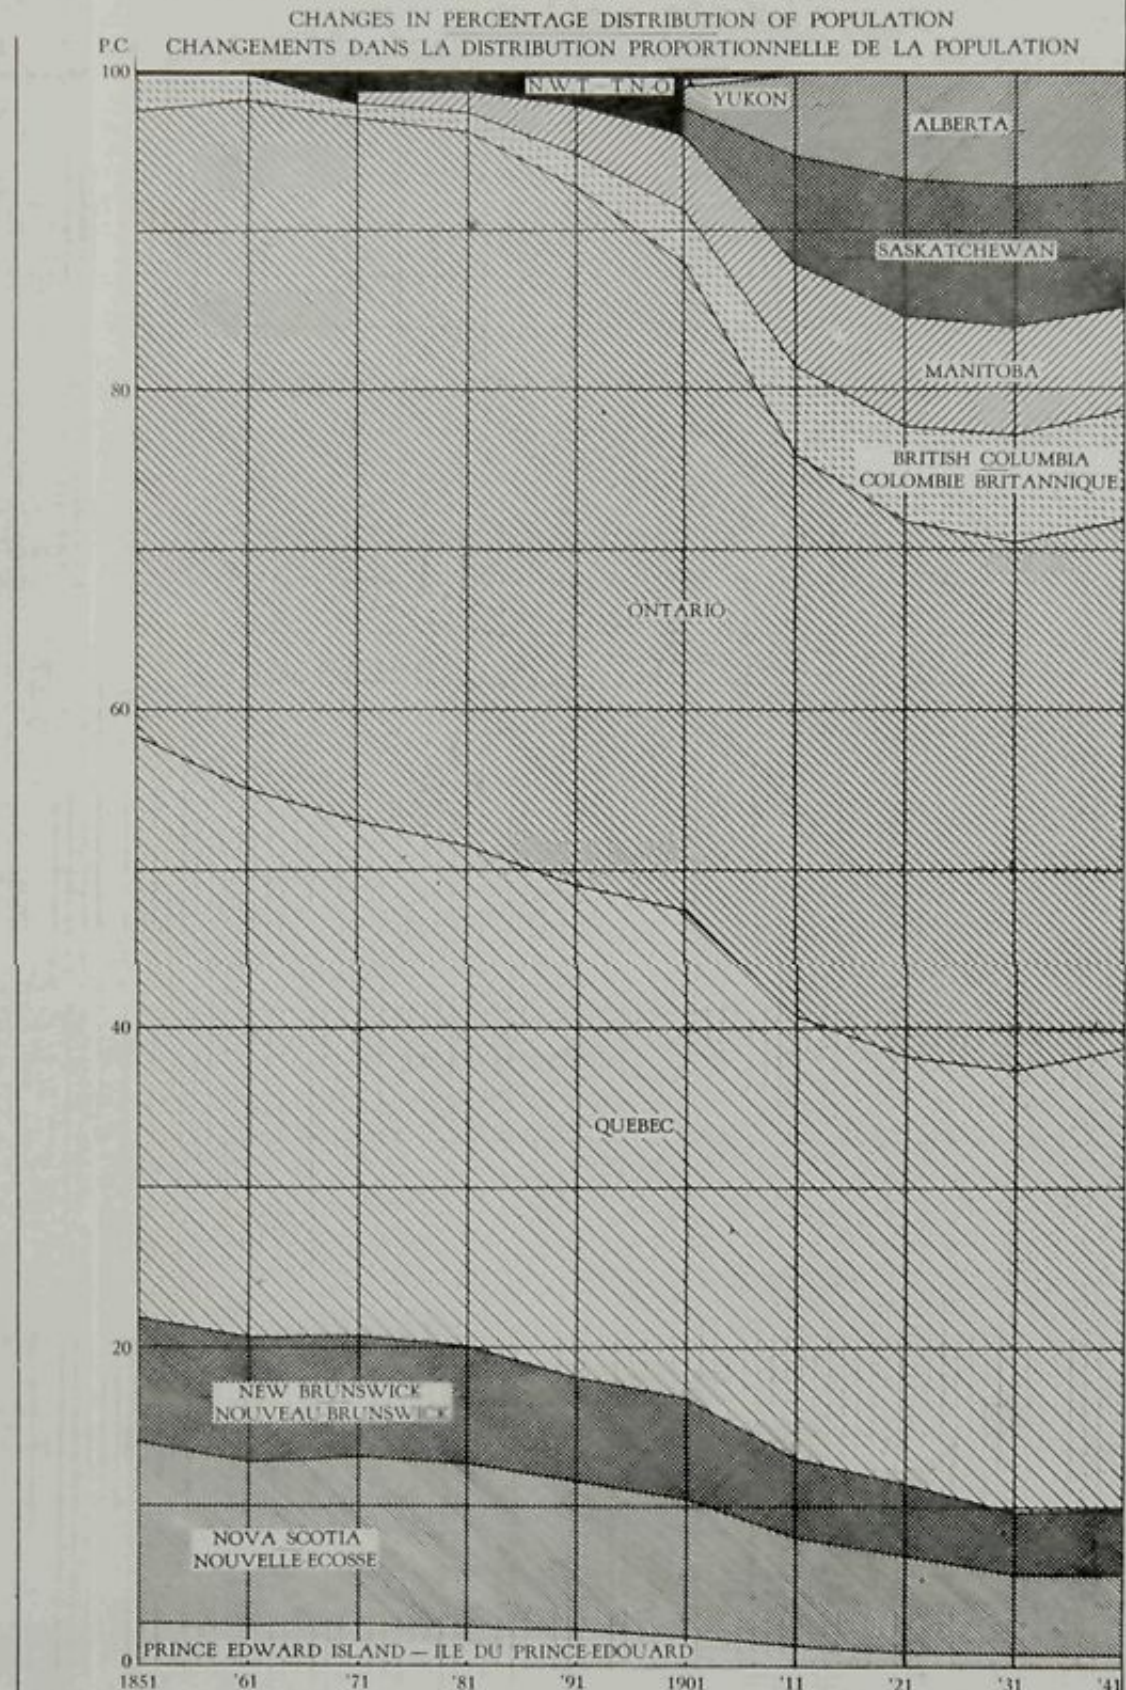 CHANGES IN PERCENTAGE DISTRIBUTION OF POPULATION
P.C. CHANGEMENTS DANS LA DISTRIBUTION PROPORTIONNELLE DE LA POPULATION
100
N.W.T. — T.N.-O.
YUKON
ALBERTA
SASKATCHEWAN
MANITOBA
80
BRITISH COLUMBIA
COLOMBIE BRITANNIQUE
ONTARIO
60
40
QUEBEC
20
NEW BRUNSWICK
NOUVEAU BRUNSWICK
NOVA SCOTIA
NOUVELLE ECOSSE
PRINCE EDWARD ISLAND — ILE DU PRINCE-EDOUARD
0
1851 '61 '71 '81 '91 1901 '11 '21 '31 '41